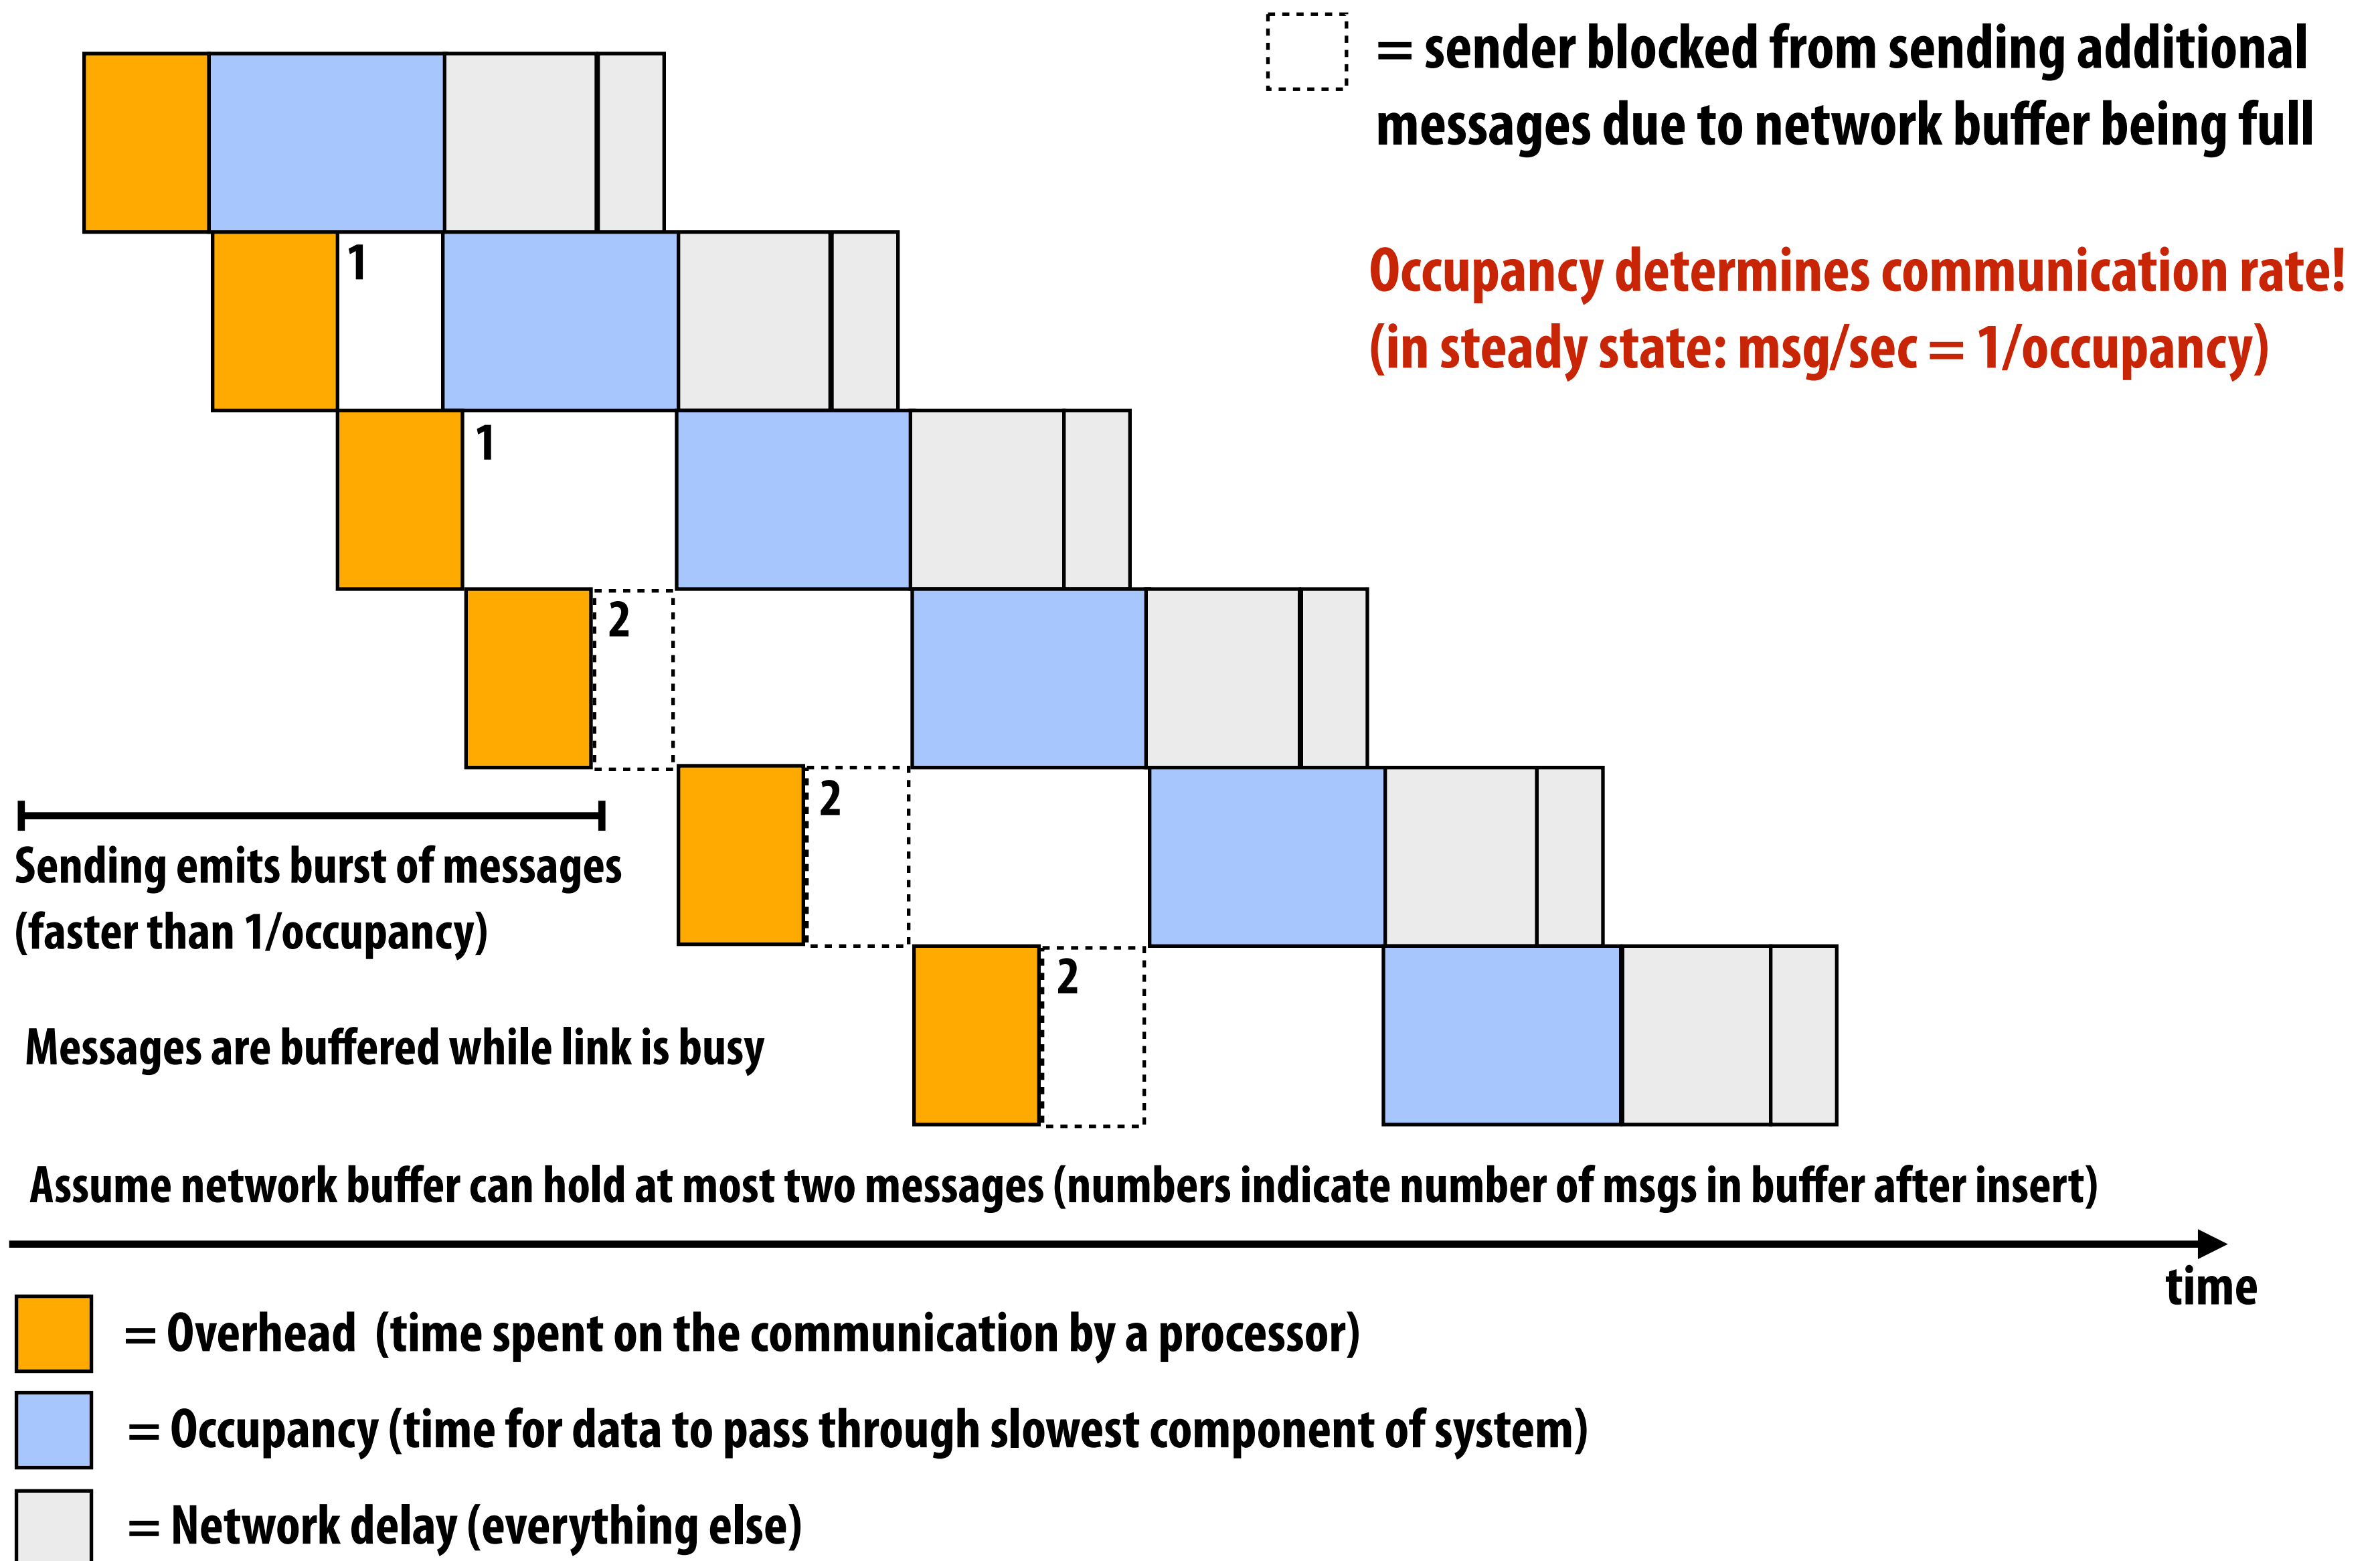 = sender blocked from sending additional
messages due to network buffer being full
Occupancy determines communication rate!
(in steady state: msg/sec = 1/occupancy)
1
1
2
2
2
Sending emits burst of messages
(faster than 1/occupancy)
Messages are buffered while link is busy
Assume network buffer can hold at most two messages (numbers indicate number of msgs in buffer after insert)
time
= Overhead (time spent on the communication by a processor)
= Occupancy (time for data to pass through slowest component of system)
= Network delay (everything else)